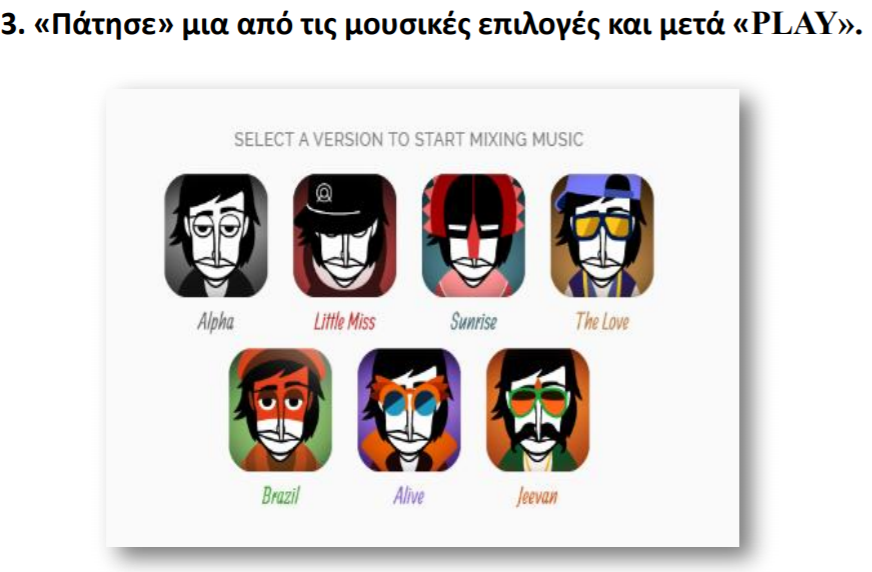 3. «Πάτησε» μια από τις μουσικές επιλογές και μετά «PLAY».
SELECT A VERSION TO START MIXING MUSIC
Alpha Little Miss Sunrise The Love
Brazil Alive Jeevan